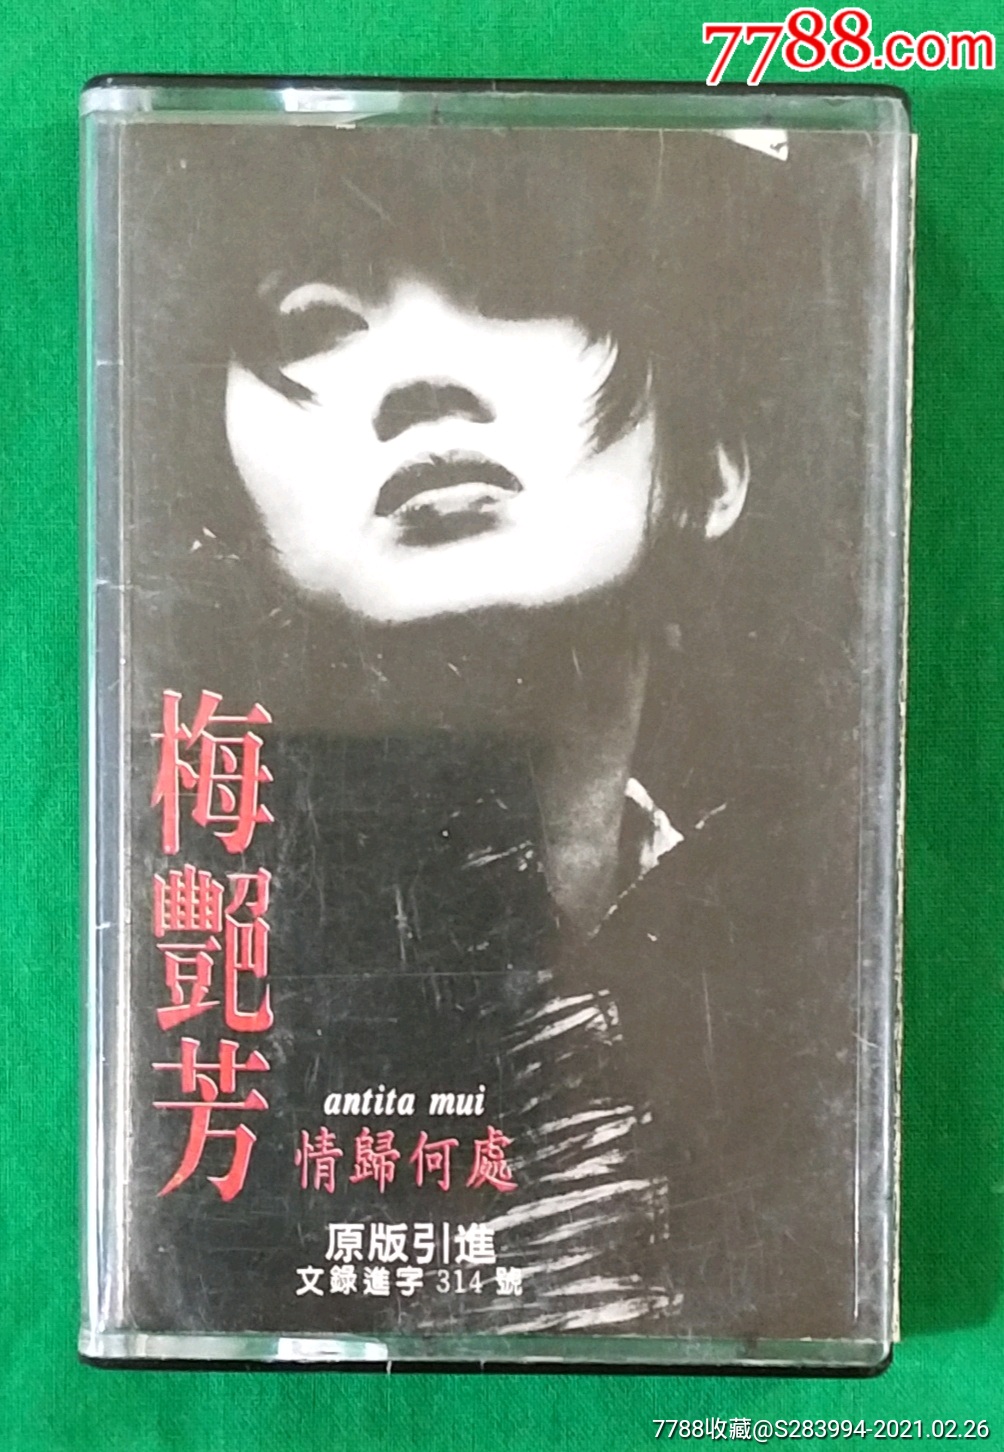 7788.com
梅艷芳
antita mui
情歸何處
原版引進
文錄進字 314 號
7788收藏@S283994-2021.02.26